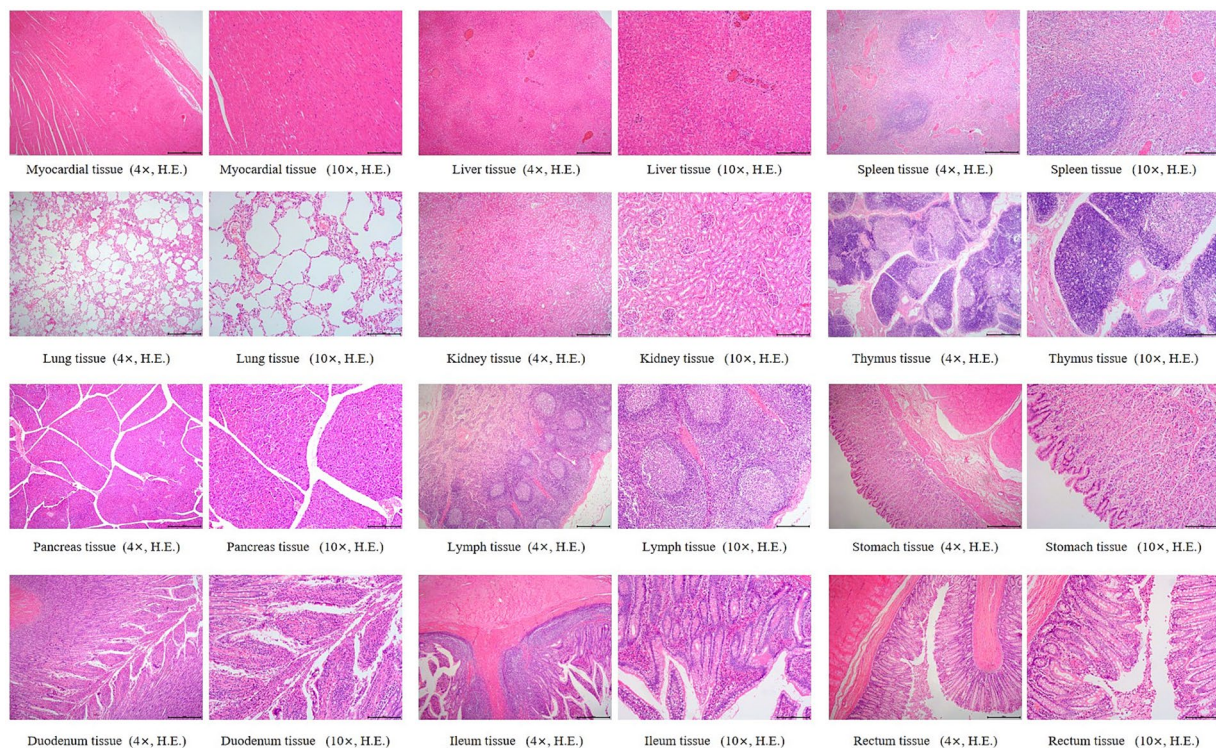 Myocardial tissue (4×, H.E.) Myocardial tissue (10×, H.E.) Liver tissue (4×, H.E.) Liver tissue (10×, H.E.) Spleen tissue (4×, H.E.) Spleen tissue (10×, H.E.)
Lung tissue (4×, H.E.) Lung tissue (10×, H.E.) Kidney tissue (4×, H.E.) Kidney tissue (10×, H.E.) Thymus tissue (4×, H.E.) Thymus tissue (10×, H.E.)
Pancreas tissue (4×, H.E.) Pancreas tissue (10×, H.E.) Lymph tissue (4×, H.E.) Lymph tissue (10×, H.E.) Stomach tissue (4×, H.E.) Stomach tissue (10×, H.E.)
Duodenum tissue (4×, H.E.) Duodenum tissue (10×, H.E.) Ileum tissue (4×, H.E.) Ileum tissue (10×, H.E.) Rectum tissue (4×, H.E.) Rectum tissue (10×, H.E.)